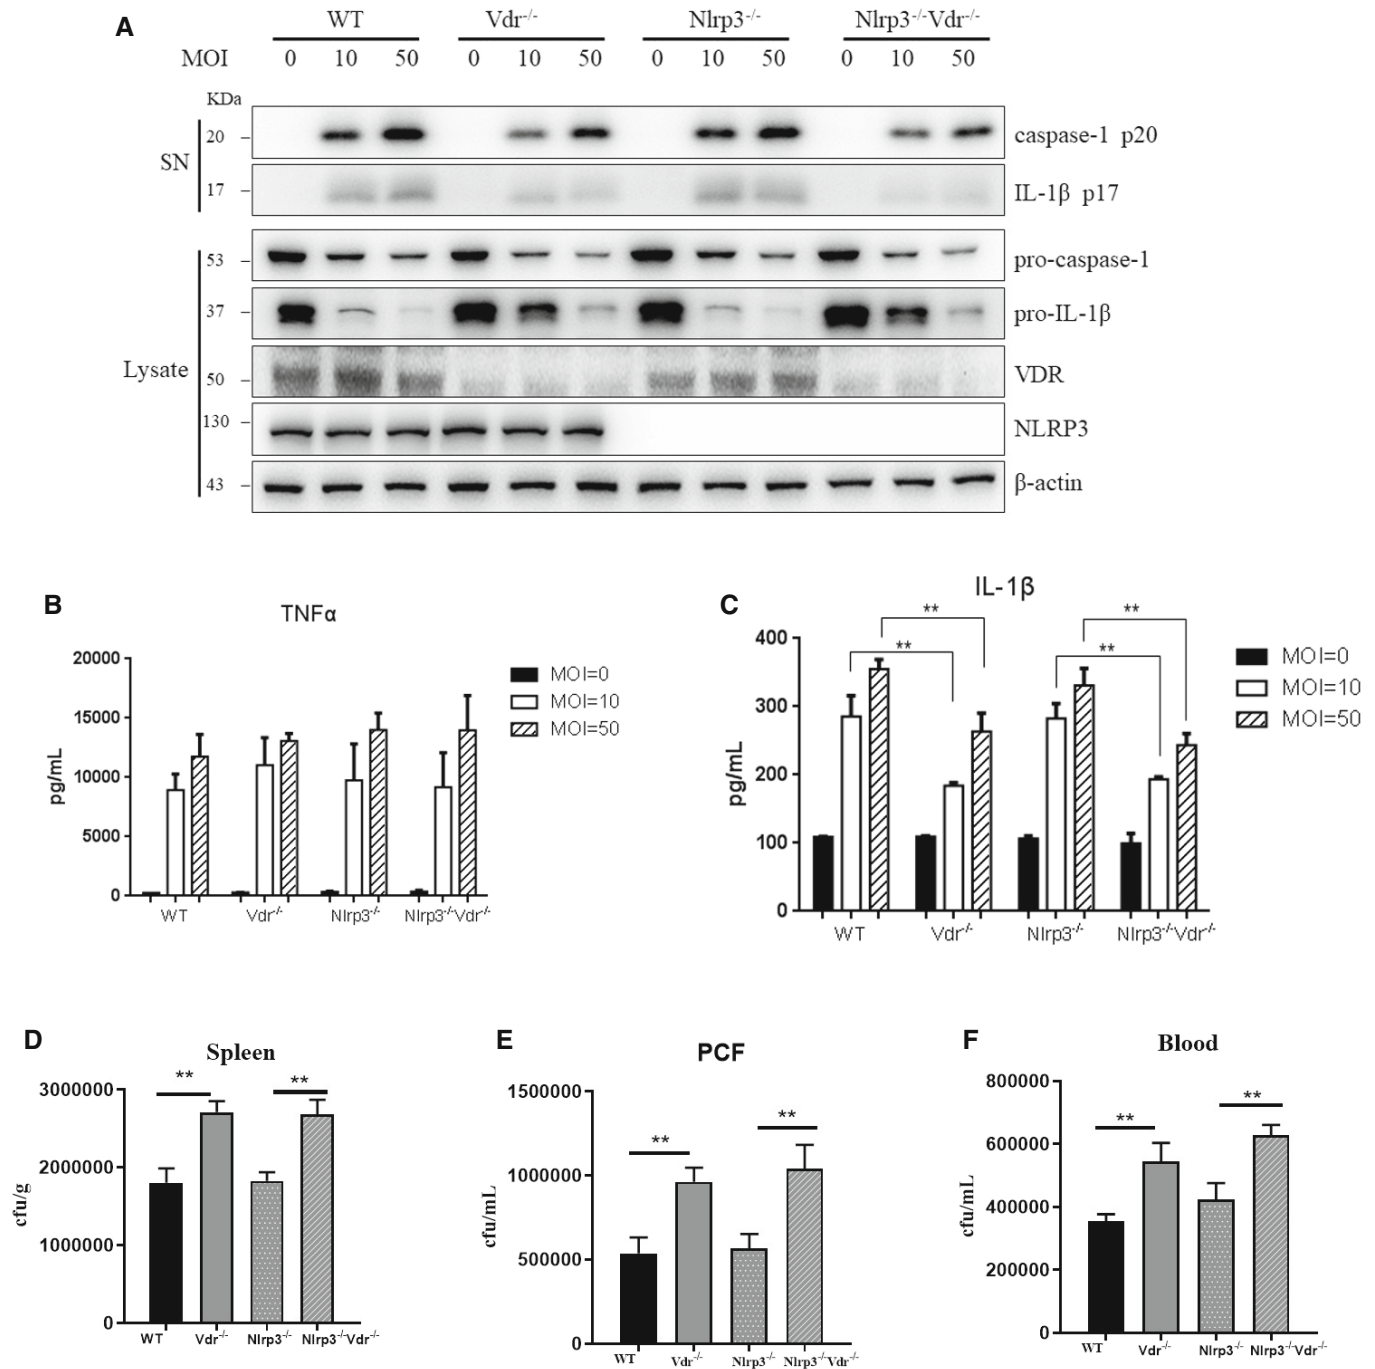 A
WT Vdr-/- Nlrp3-/- Nlrp3-/-Vdr-/-
MOI 0 10 50 0 10 50 0 10 50 0 10 50
KDa
SN
20 caspase-1 p20
17 IL-1β p17
Lysate
53 pro-caspase-1
37 pro-IL-1β
50 VDR
130 NLRP3
43 β-actin
B
TNFα
pg/mL
20000
15000
10000
5000
0
WT Vdr-/- Nlrp3-/- Nlrp3-/-Vdr-/-
MOI=0
MOI=10
MOI=50
C
IL-1β
pg/mL
400
300
200
100
0
** ** ** **
WT Vdr-/- Nlrp3-/- Nlrp3-/-Vdr-/-
MOI=0
MOI=10
MOI=50
D
Spleen
cfu/g
3000000
2000000
1000000
0
** **
WT Vdr-/- Nlrp3-/- Nlrp3-/-Vdr-/-
E
PCF
cfu/mL
1500000
1000000
500000
0
** **
WT Vdr-/- Nlrp3-/- Nlrp3-/-Vdr-/-
F
Blood
cfu/mL
800000
600000
400000
200000
0
** **
WT Vdr-/- Nlrp3-/- Nlrp3-/-Vdr-/-